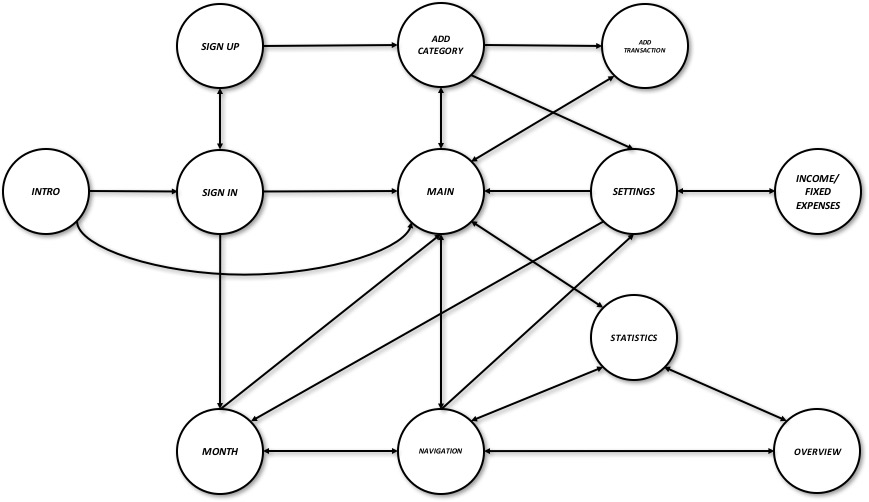 SIGN UP
ADD
CATEGORY
ADD
TRANSACTION
INTRO
SIGN IN
MAIN
SETTINGS
INCOME/
FIXED
EXPENSES
STATISTICS
MONTH
NAVIGATION
OVERVIEW